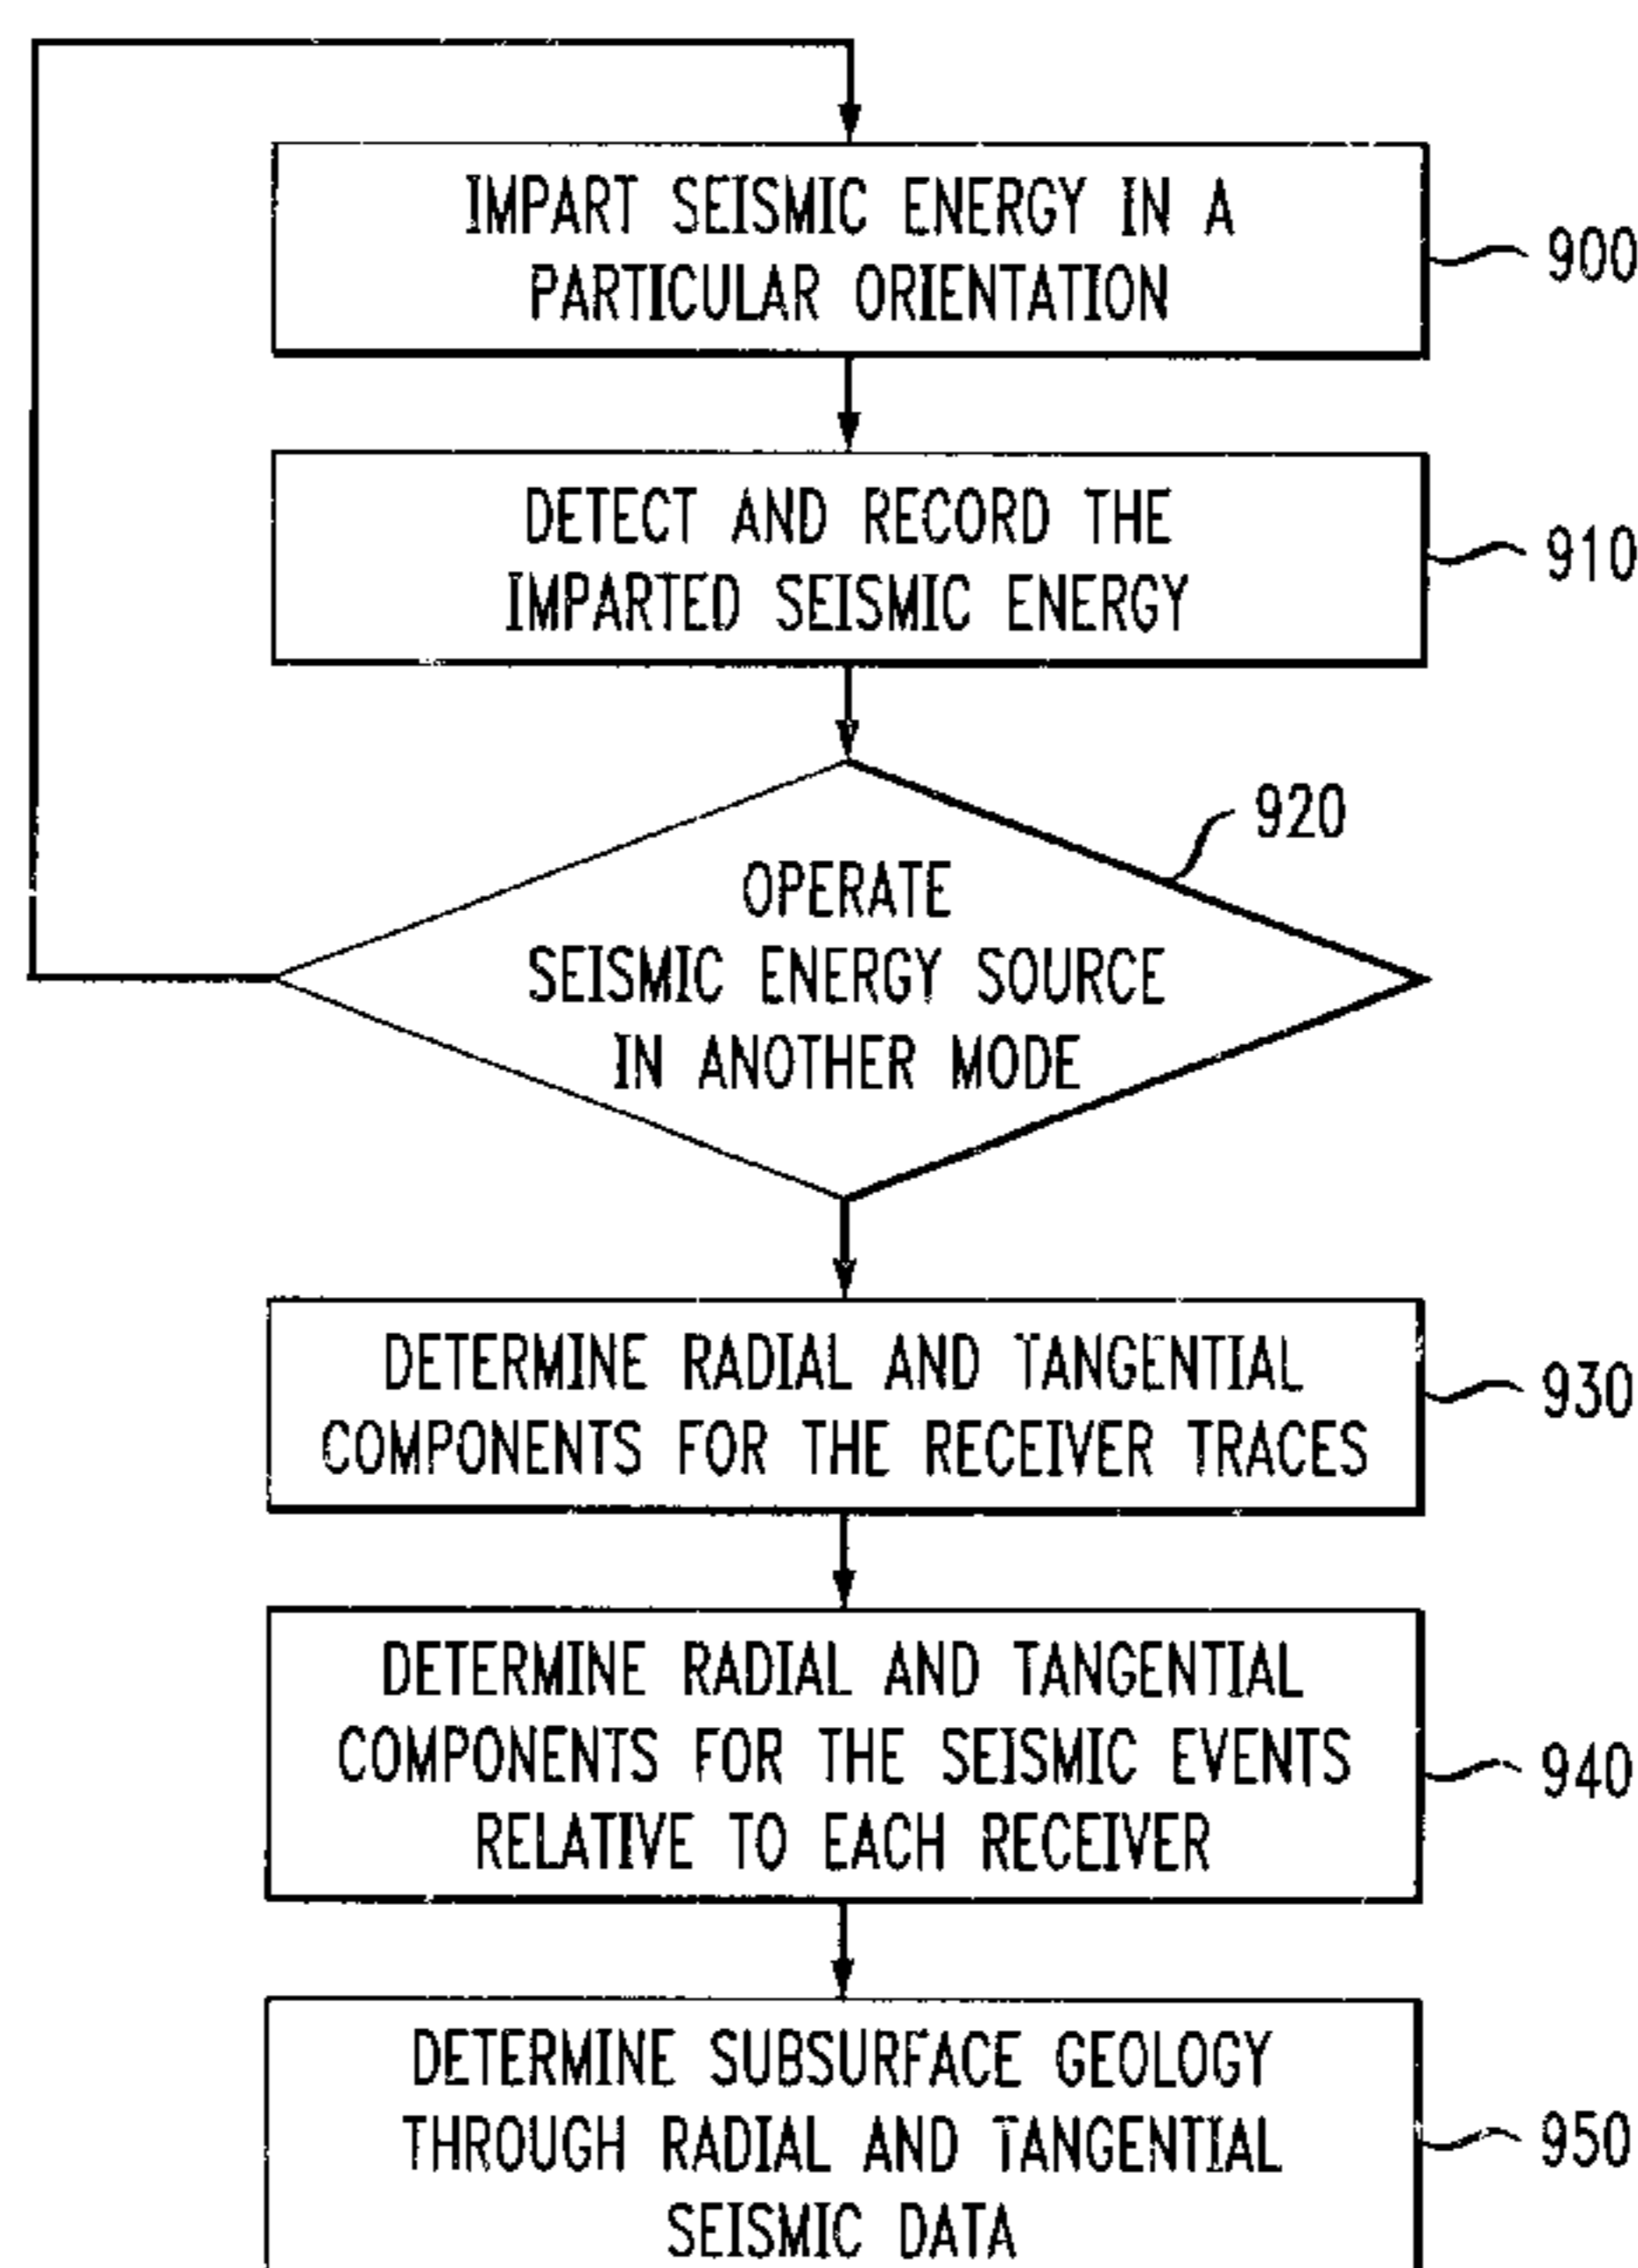 IMPART SEISMIC ENERGY IN A
PARTICULAR ORIENTATION
900
DETECT AND RECORD THE
IMPARTED SEISMIC ENERGY
910
920
OPERATE
SEISMIC ENERGY SOURCE
IN ANOTHER MODE
DETERMINE RADIAL AND TANGENTIAL
COMPONENTS FOR THE RECEIVER TRACES
930
DETERMINE RADIAL AND TANGENTIAL
COMPONENTS FOR THE SEISMIC EVENTS
RELATIVE TO EACH RECEIVER
940
DETERMINE SUBSURFACE GEOLOGY
THROUGH RADIAL AND TANGENTIAL
SEISMIC DATA
950